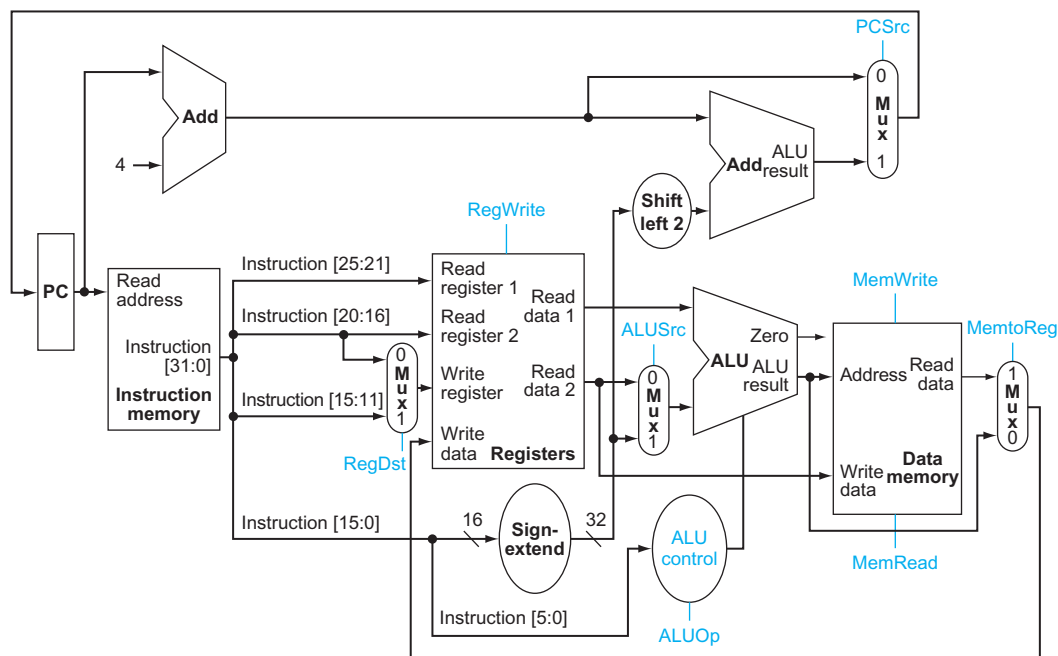 PCSrc
0
Mux
1
Add
4
Add
ALU
result
Shift
left 2
RegWrite
PC
Read
address
Instruction
[31:0]
Instruction
memory
Instruction [25:21]
Instruction [20:16]
Instruction [15:11]
Instruction [15:0]
0
Mux
1
RegDst
Read
register 1
Read
register 2
Write
register
Write
data
Read
data 1
Read
data 2
Registers
ALUSrc
0
Mux
1
Zero
ALU
ALU
result
MemWrite
Address
Read
data
Write
data
Data
memory
MemRead
MemtoReg
1
Mux
0
16
Sign-
extend
32
ALU
control
ALUOp
Instruction [5:0]